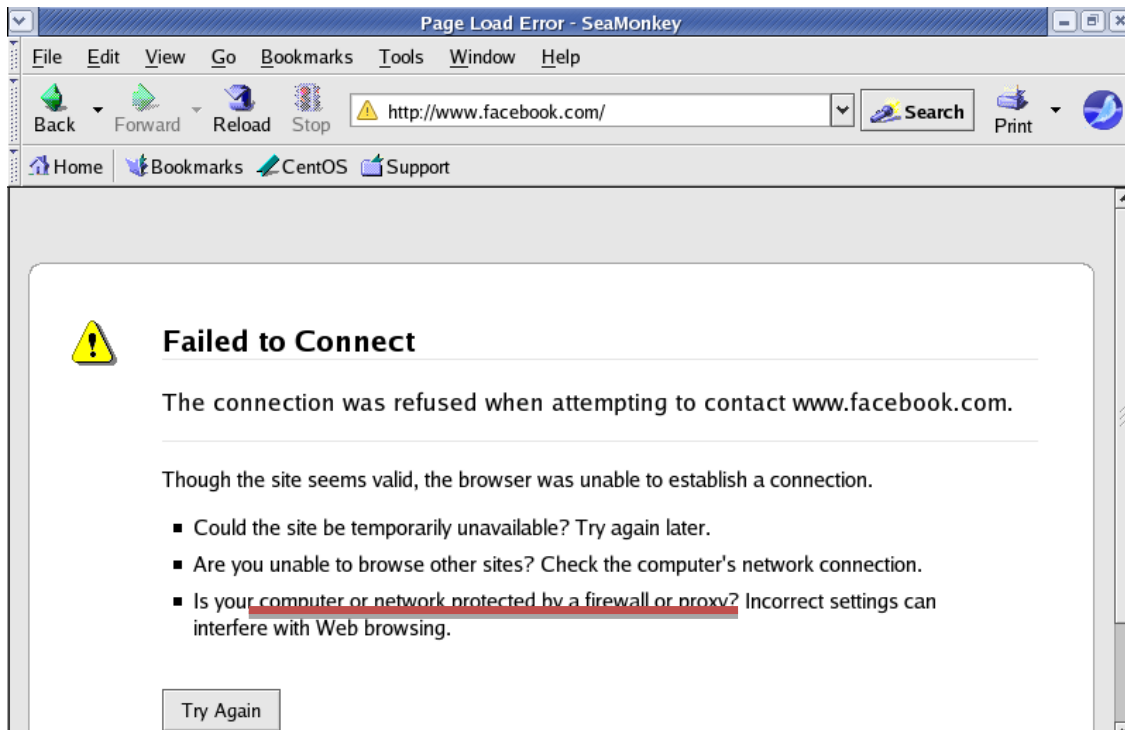 Page Load Error - SeaMonkey
File Edit View Go Bookmarks Tools Window Help
Back Forward Reload Stop http://www.facebook.com/ Search Print
Home Bookmarks CentOS Support
Failed to Connect
The connection was refused when attempting to contact www.facebook.com.
Though the site seems valid, the browser was unable to establish a connection.
Could the site be temporarily unavailable? Try again later.
Are you unable to browse other sites? Check the computer's network connection.
Is your computer or network protected by a firewall or proxy? Incorrect settings can
interfere with Web browsing.
Try Again